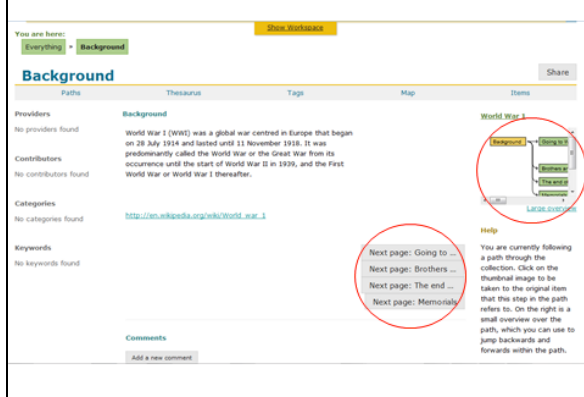 Show Workspace
You are here:
Everything » Background
Background
Share
Paths
Thesaurus
Tags
Map
Items
Providers
No providers found
Contributors
No contributors found
Categories
No categories found
Keywords
No keywords found
Background
World War I (WWI) was a global war centred in Europe that began
on 28 July 1914 and lasted until 11 November 1918. It was
predominantly called the World War or the Great War from its
occurrence until the start of World War II in 1939, and the First
World War or World War I thereafter.
http://en.wikipedia.org/wiki/World_war_1
Next page: Going to ...
Next page: Brothers ...
Next page: The end ...
Next page: Memorials
Comments
Add a new comment
World War 1
Background
Going to
Brothers
The end
Memorials
Large overview
Help
You are currently following
a path through the
collection. Click on the
thumbnail image to be
taken to the original item
that this step in the path
refers to. On the right is a
small overview over the
path, which you can use to
jump backwards and
forwards within the path.